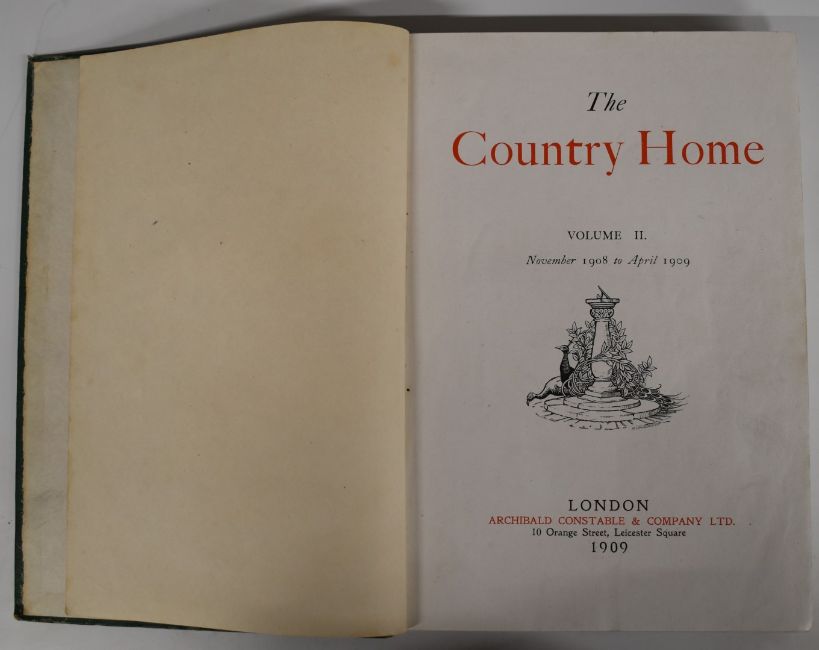 The
Country Home
VOLUME II.
November 1908 to April 1909
LONDON
ARCHIBALD CONSTABLE & COMPANY LTD.
10 Orange Street, Leicester Square
1909